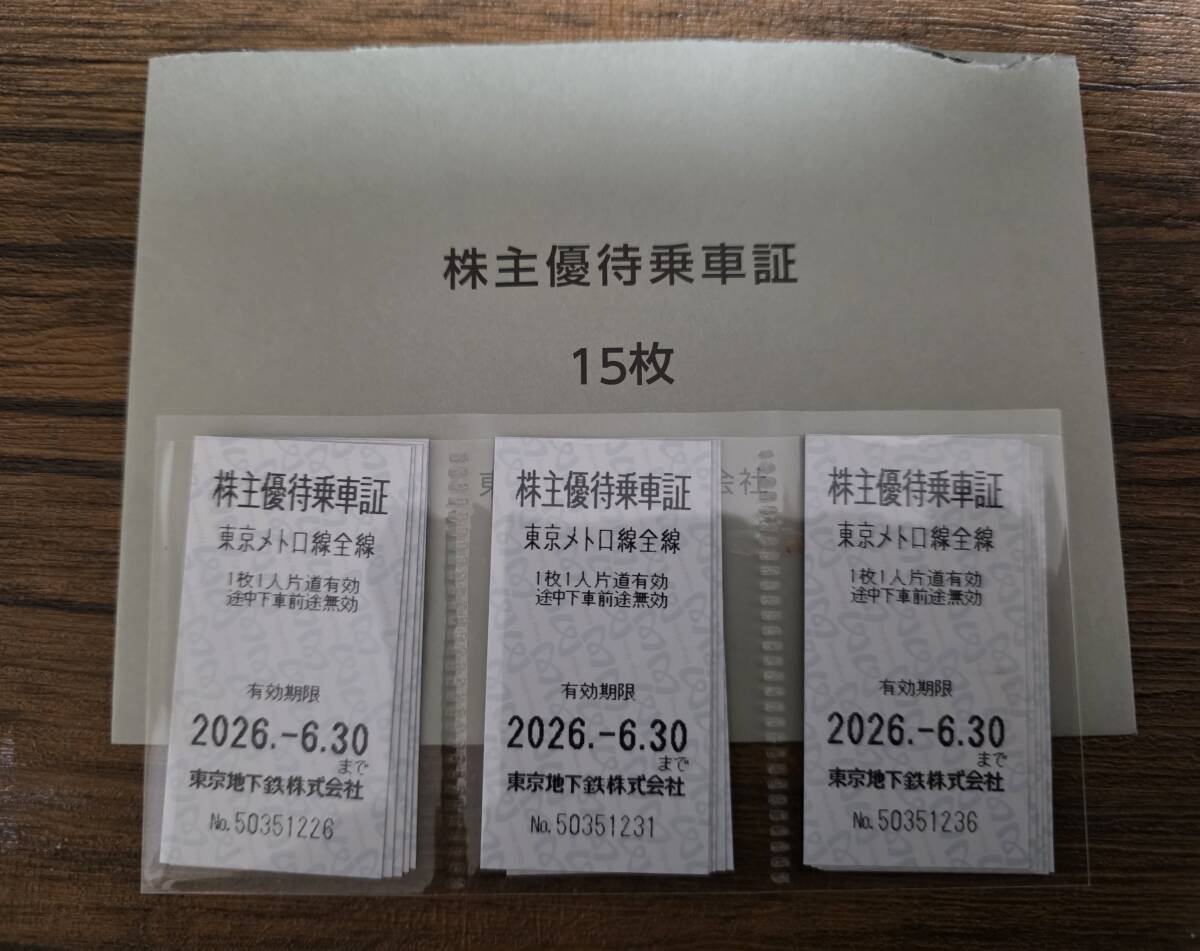 株主優待乗車証
15枚
東 会社
株主優待乗車証
東京メトロ線全線
1枚1人片道有効
途中下車前途無効
有効期限
2026.-6.30
まで
東京地下鉄株式会社
No.50351226
株主優待乗車証
東京メトロ線全線
1枚1人片道有効
途中下車前途無効
有効期限
2026.-6.30
まで
東京地下鉄株式会社
No.50351231
株主優待乗車証
東京メトロ線全線
1枚1人片道有効
途中下車前途無効
有効期限
2026.-6.30
まで
東京地下鉄株式会社
No.50351236